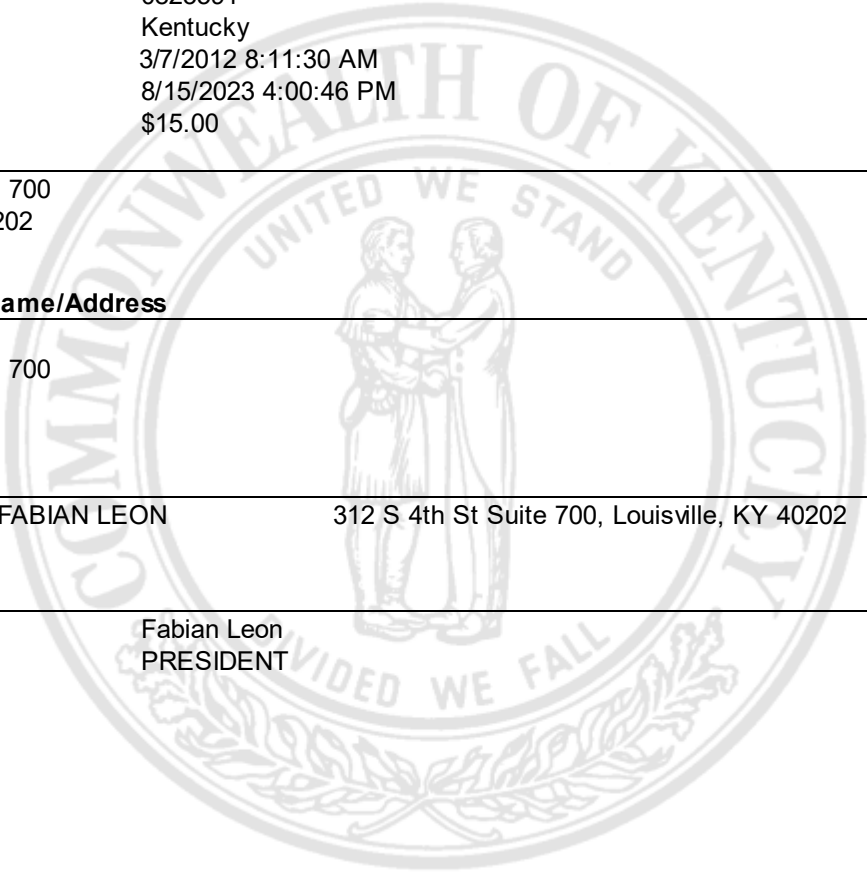 Kentucky
3/7/2012 8:11:30 AM
8/15/2023 4:00:46 PM
$15.00
700
202
ame/Address
700
FABIAN LEON 312 S 4th St Suite 700, Louisville, KY 40202
Fabian Leon
PRESIDENT
COMMONWEALTH OF KENTUCKY
UNITED WE STAND
DIVIDED WE FALL